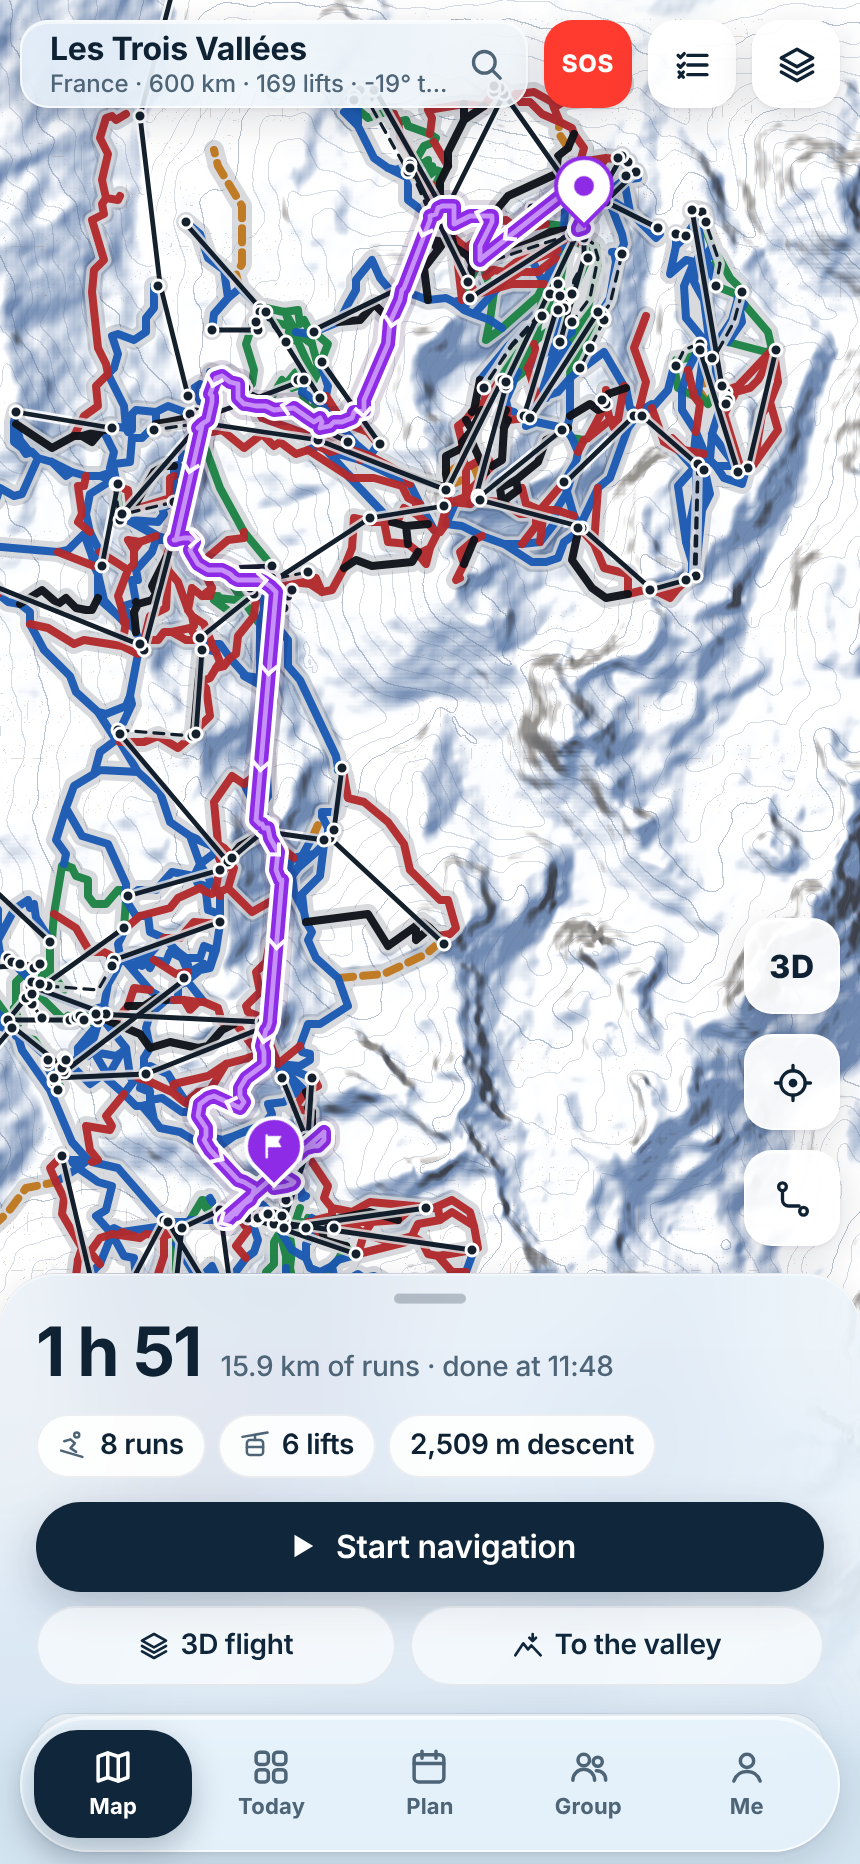 Les Trois Vallées
France · 600 km · 169 lifts · -19° t...
SOS
3D
1 h 51
15.9 km of runs · done at 11:48
8 runs
6 lifts
2,509 m descent
Start navigation
3D flight
To the valley
Map
Today
Plan
Group
Me